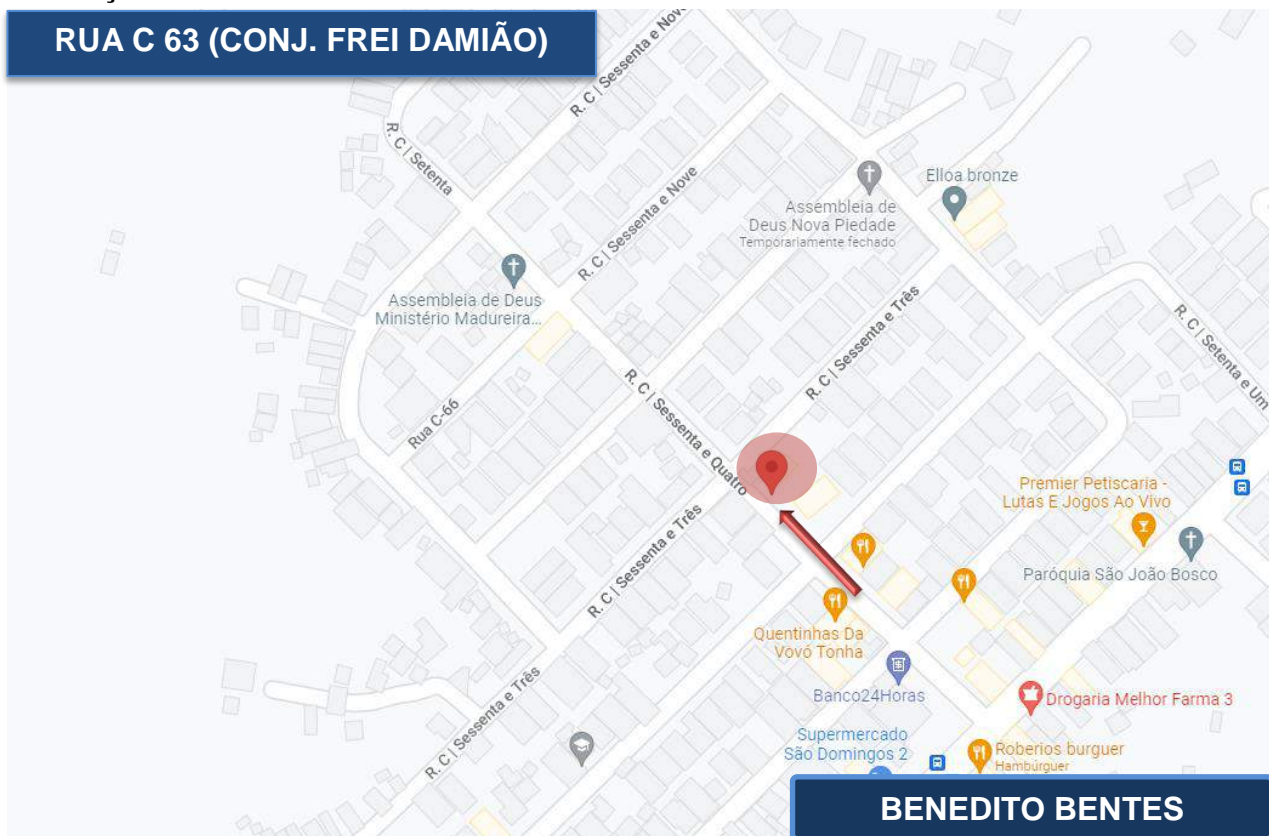 RUA C 63 (CONJ. FREI DAMIÃO)
R. C | Sessenta e Nove
R. C | Setenta
R. C | Sessenta e Nove
Elloa bronze
Assembleia de
Deus Nova Piedade
Temporariamente fechado
Assembleia de Deus
Ministério Madureira...
R. C | Sessenta e Três
R. C | Setenta e Um
R. C | Sessenta e Quatro
Rua C-66
Premier Petiscaria -
Lutas E Jogos Ao Vivo
R. C | Sessenta e Três
Paróquia São João Bosco
Quentinhas Da
Vovó Tonha
Banco24Horas
Drogaria Melhor Farma 3
R. C | Sessenta e Três
Supermercado
São Domingos 2
Roberios burguer
Hambúrguer
BENEDITO BENTES